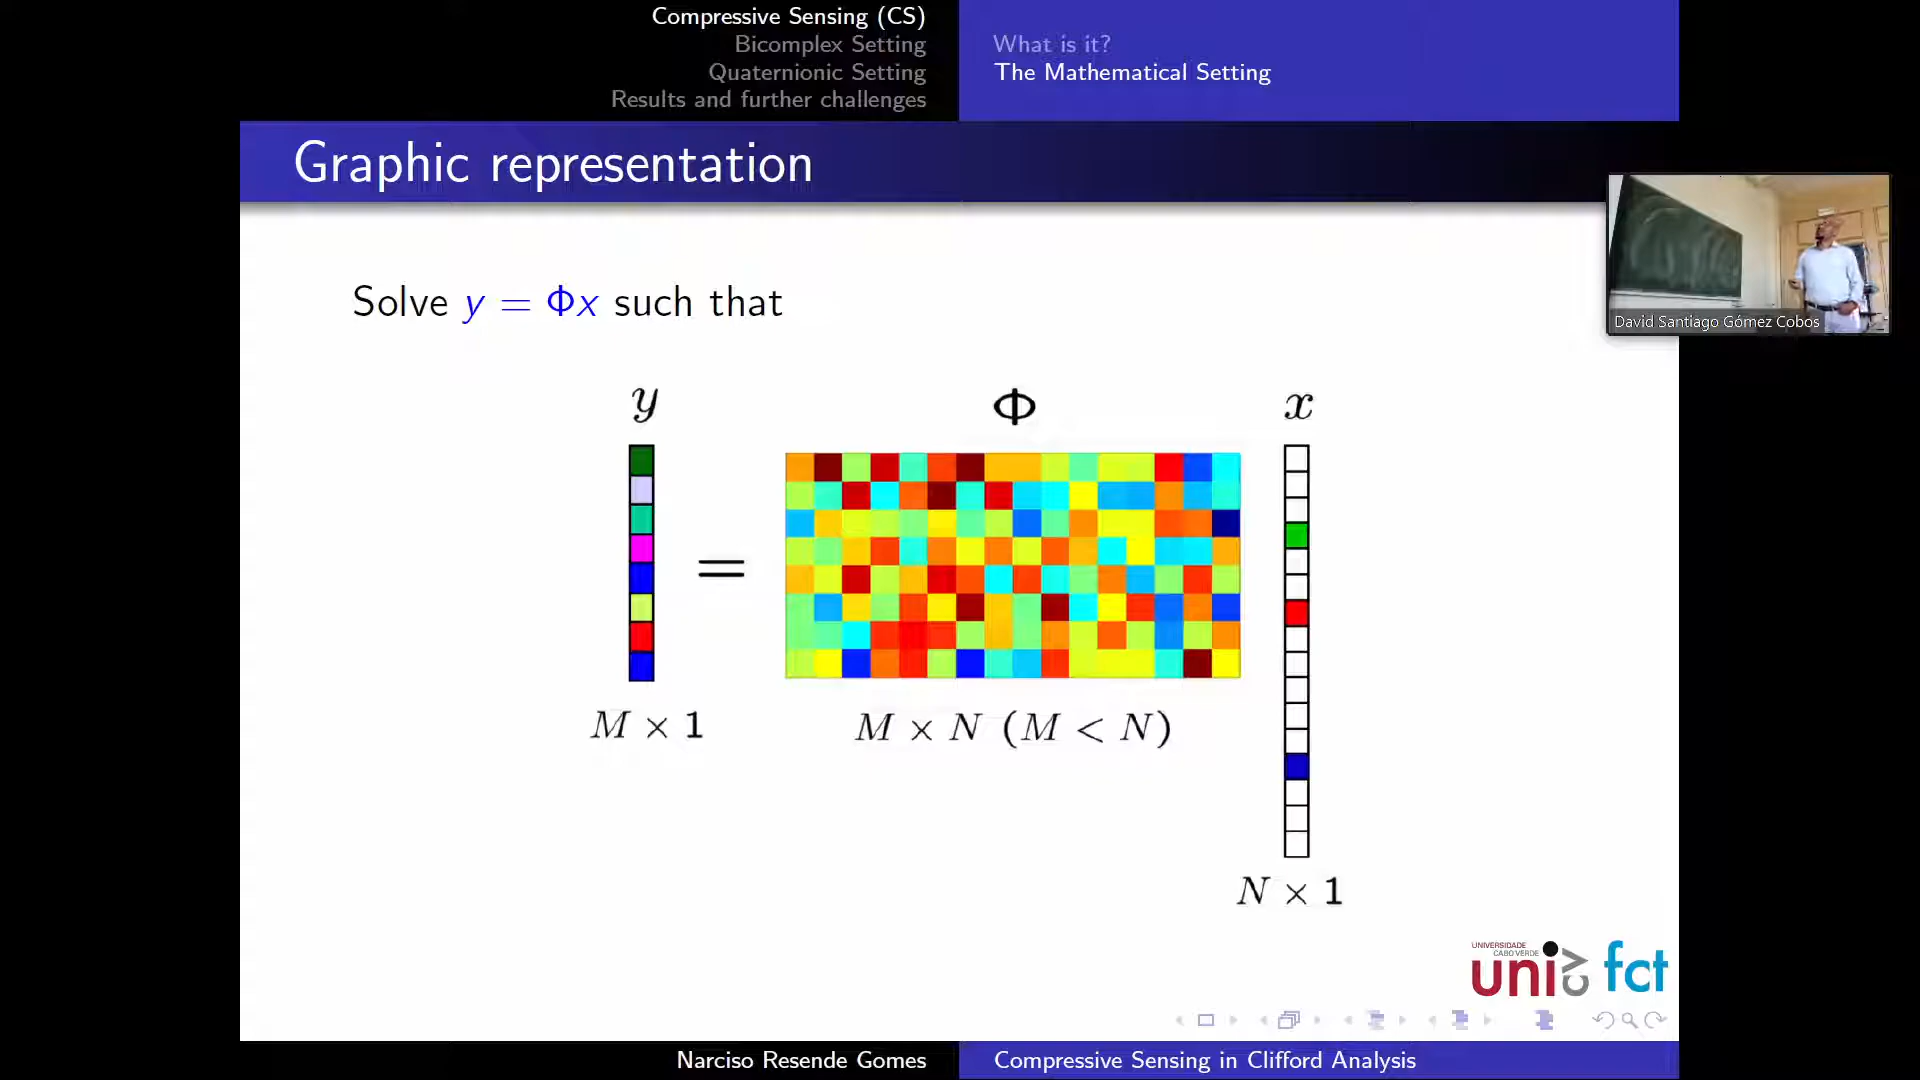 Compressive Sensing (CS)
Bicomplex Setting
Quaternionic Setting
Results and further challenges
What is it?
The Mathematical Setting
Graphic representation
David Santiago Gómez Cobos
Solve y = Φx such that
y
Φ
x
=
M × 1
M × N (M < N)
N × 1
UNIVERSIDADE
CABO VERDE
uni
CV
fct
Narciso Resende Gomes
Compressive Sensing in Clifford Analysis